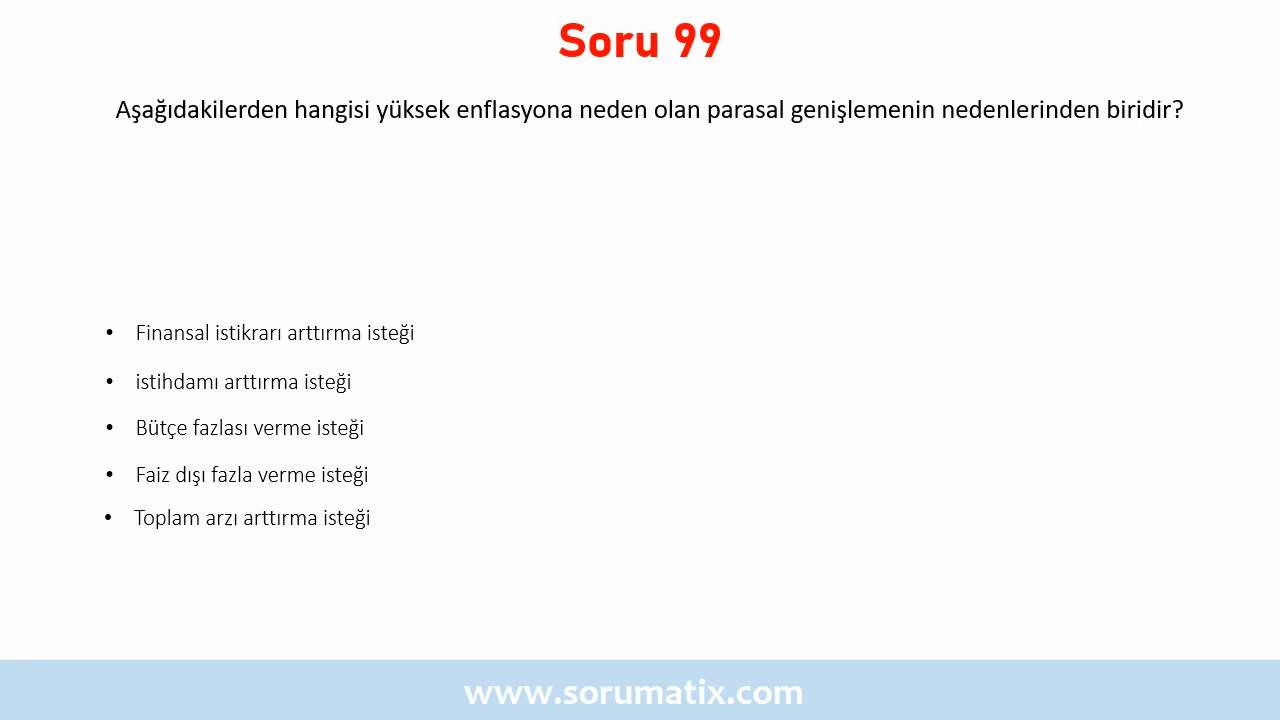 Soru 99
Aşağıdakilerden hangisi yüksek enflasyona neden olan parasal genişlemenin nedenlerinden biridir?
• Finansal istikrarı arttırma isteği
• istihdamı arttırma isteği
• Bütçe fazlası verme isteği
• Faiz dışı fazla verme isteği
• Toplam arzı arttırma isteği
www.sorumatix.com